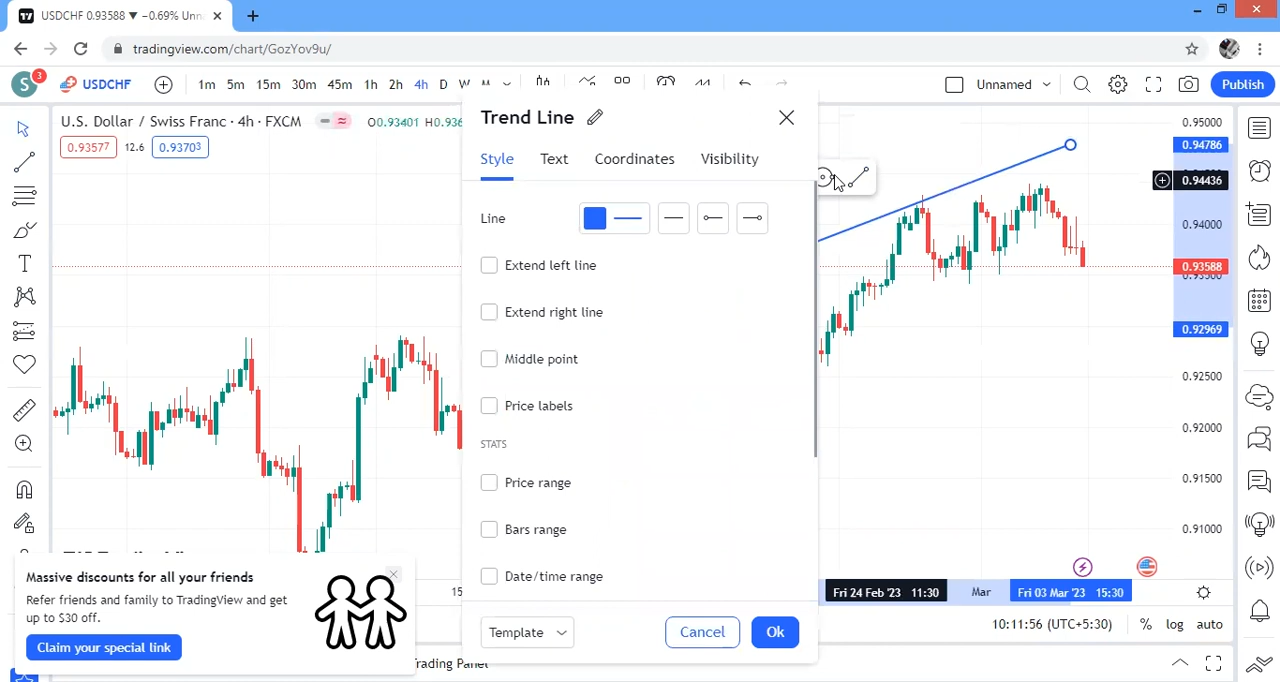 USDCHF 0.93588 ▼ −0.69% Unn
tradingview.com/chart/GozYov9u/
S 3 USDCHF 1m 5m 15m 30m 45m 1h 2h 4h D W M Unnamed Publish
U.S. Dollar / Swiss Franc · 4h · FXCM O0.93401 H0.936
0.93577 12.6 0.93703
Trend Line
Style Text Coordinates Visibility
Line
Extend left line
Extend right line
Middle point
Price labels
STATS
Price range
Bars range
Date/time range
Template Cancel Ok
0.95000
0.94786
0.94436
0.94000
0.93588
0.93500
0.92969
0.92500
0.92000
0.91500
0.91000
Massive discounts for all your friends
Refer friends and family to TradingView and get
up to $30 off.
Claim your special link
15
Fri 24 Feb '23 11:30 Mar Fri 03 Mar '23 15:30
10:11:56 (UTC+5:30) % log auto
Trading Panel